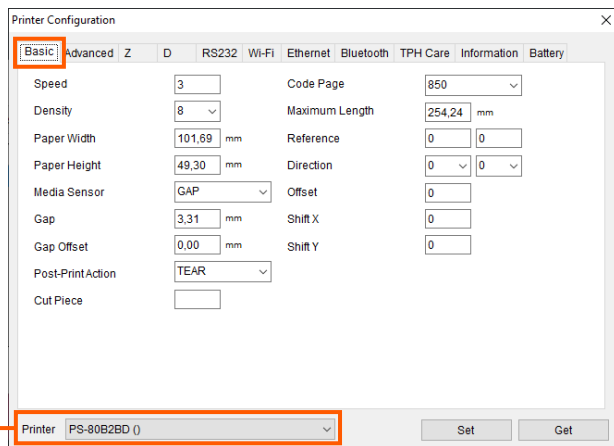 Printer Configuration
Basic Advanced Z D RS232 Wi-Fi Ethernet Bluetooth TPH Care Information Battery
Speed 3 Code Page 850
Density 8 Maximum Length 254,24 mm
Paper Width 101,69 mm Reference 0 0
Paper Height 49,30 mm Direction 0 0
Media Sensor GAP Offset 0
Gap 3,31 mm Shift X 0
Gap Offset 0,00 mm Shift Y 0
Post-Print Action TEAR
Cut Piece
Printer PS-80B2BD () Set Get